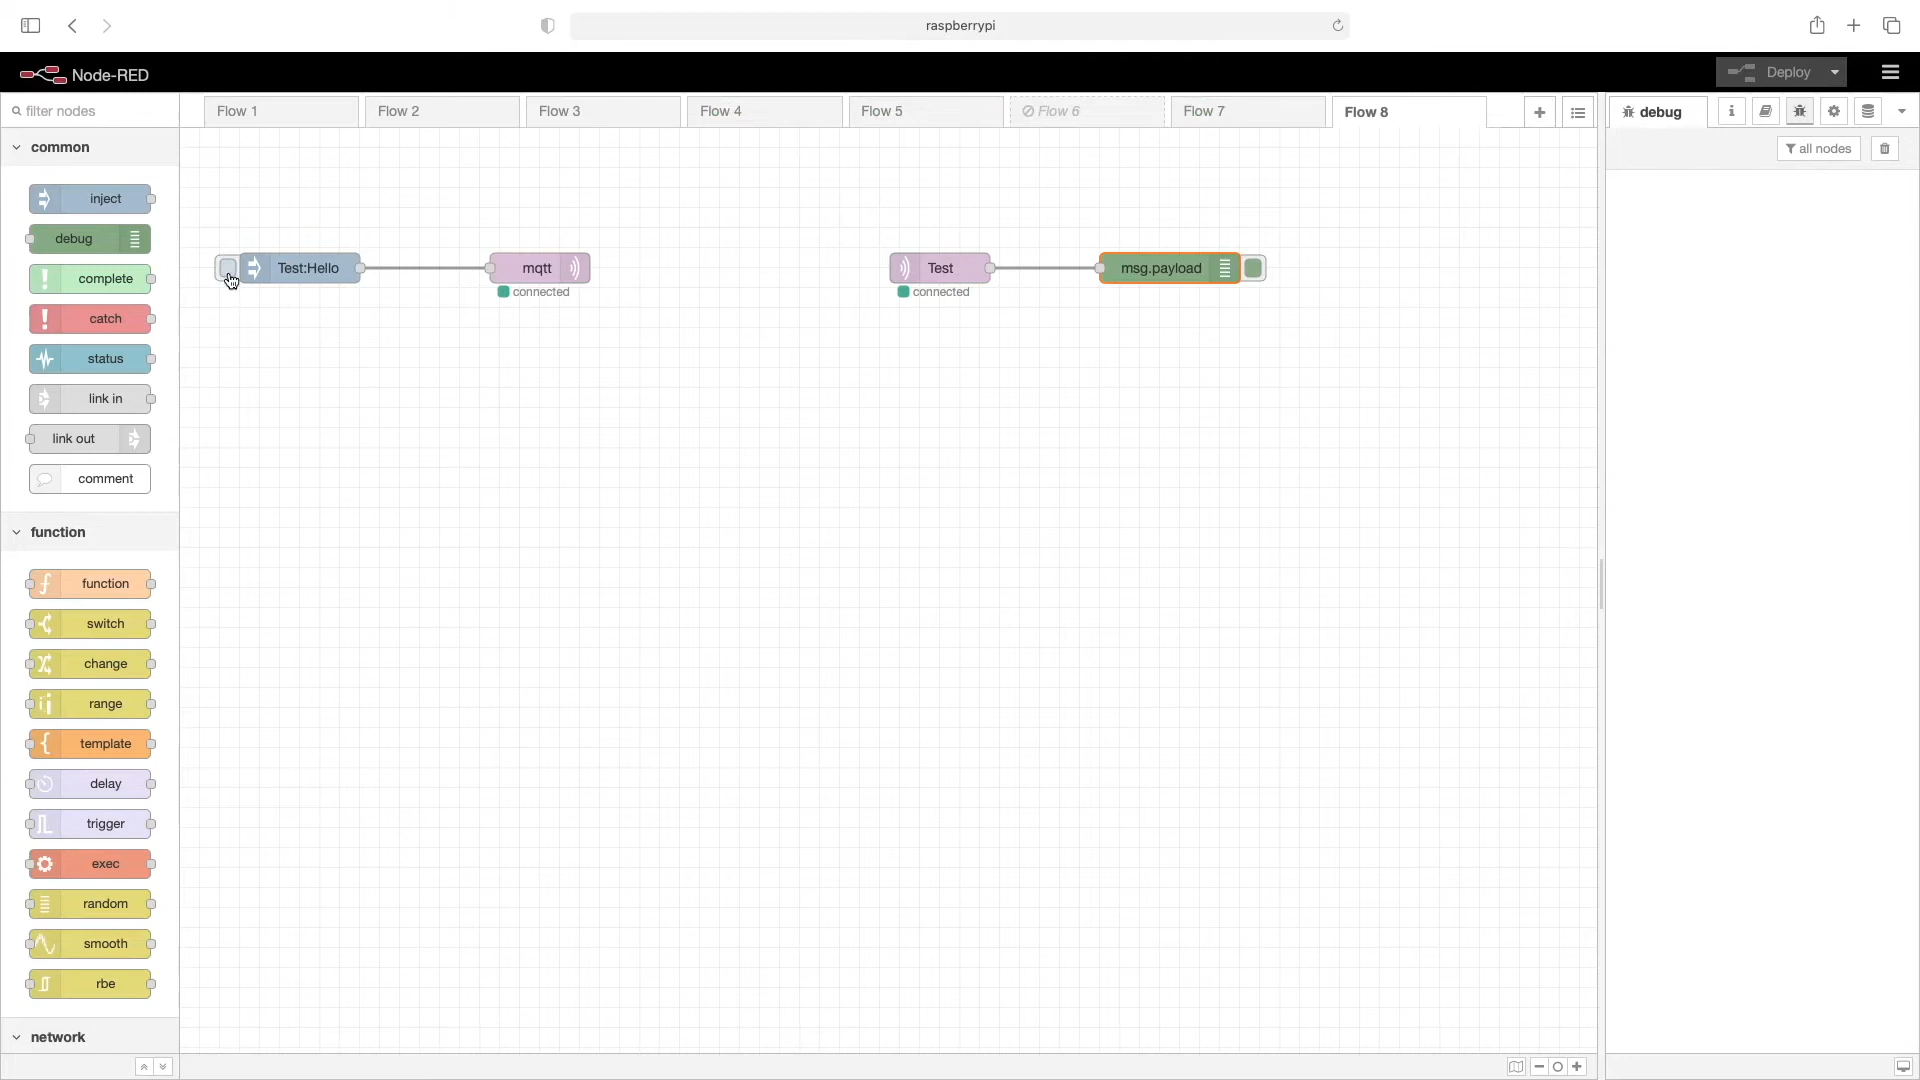 raspberrypi
Node-RED
Deploy
filter nodes
Flow 1
Flow 2
Flow 3
Flow 4
Flow 5
Flow 6
Flow 7
Flow 8
debug
all nodes
common
inject
debug
complete
catch
status
link in
link out
comment
function
function
switch
change
range
template
delay
trigger
exec
random
smooth
rbe
network
Test:Hello
mqtt
connected
Test
connected
msg.payload